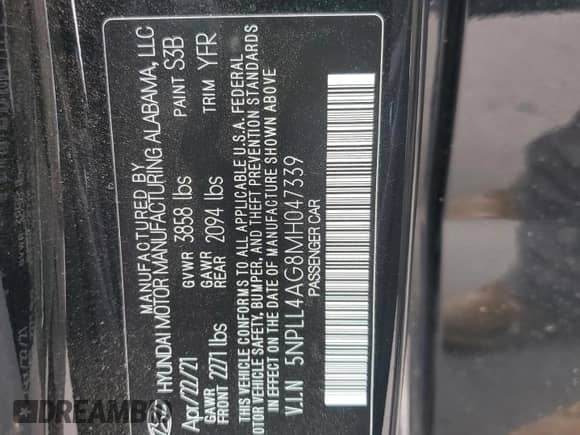 MANUFACTURED BY
HYUNDAI MOTOR MANUFACTURING ALABAMA, LLC
Apr/22/21 GVWR 3858 lbs PAINT S3B
GAWR FRONT 2271 lbs GAWR REAR 2094 lbs TRIM YFR
THIS VEHICLE CONFORMS TO ALL APPLICABLE U.S.A. FEDERAL
MOTOR VEHICLE SAFETY, BUMPER, AND THEFT PREVENTION STANDARDS
IN EFFECT ON THE DATE OF MANUFACTURE SHOWN ABOVE
V.I.N 5NPLL4AG8MH047339
PASSENGER CAR
DREAMBID